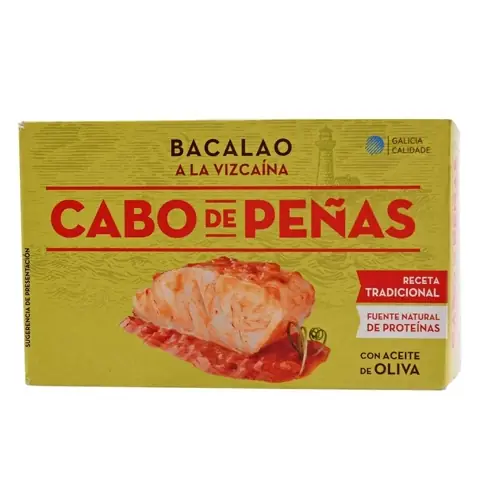 BACALAO
A LA VIZCAÍNA
GALICIA
CALIDADE
CABO DE PEÑAS
RECETA
TRADICIONAL
FUENTE NATURAL
DE PROTEÍNAS
CON ACEITE
DE OLIVA
SUGERENCIA DE PRESENTACIÓN